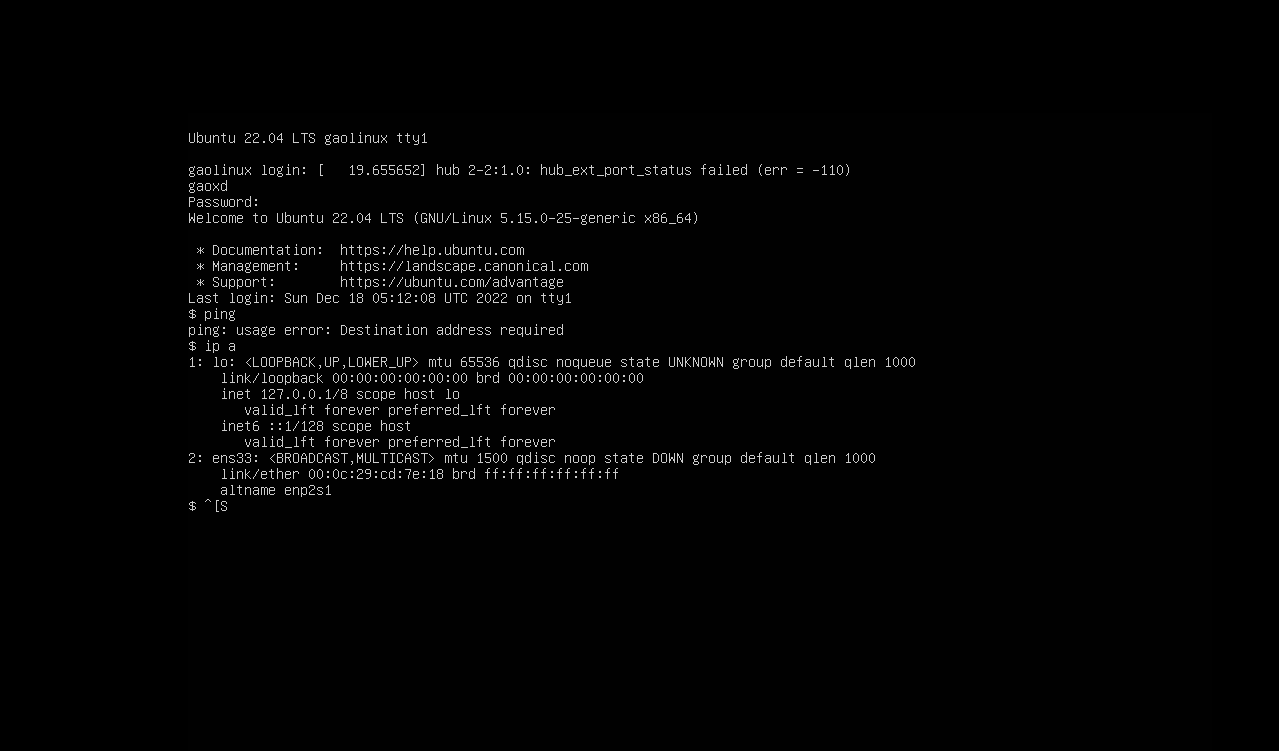 Ubuntu 22.04 LTS gaolinux tty1
gaolinux login: [   19.655652] hub 2-2:1.0: hub_ext_port_status failed (err = -110)
gaoxd
Password:
Welcome to Ubuntu 22.04 LTS (GNU/Linux 5.15.0-25-generic x86_64)
 * Documentation:  https://help.ubuntu.com
 * Management:     https://landscape.canonical.com
 * Support:        https://ubuntu.com/advantage
Last login: Sun Dec 18 05:12:08 UTC 2022 on tty1
$ ping
ping: usage error: Destination address required
$ ip a
1: lo: <LOOPBACK,UP,LOWER_UP> mtu 65536 qdisc noqueue state UNKNOWN group default qlen 1000
    link/loopback 00:00:00:00:00:00 brd 00:00:00:00:00:00
    inet 127.0.0.1/8 scope host lo
       valid_lft forever preferred_lft forever
    inet6 ::1/128 scope host
       valid_lft forever preferred_lft forever
2: ens33: <BROADCAST,MULTICAST> mtu 1500 qdisc noop state DOWN group default qlen 1000
    link/ether 00:0c:29:cd:7e:18 brd ff:ff:ff:ff:ff:ff
    altname enp2s1
$ ^[S